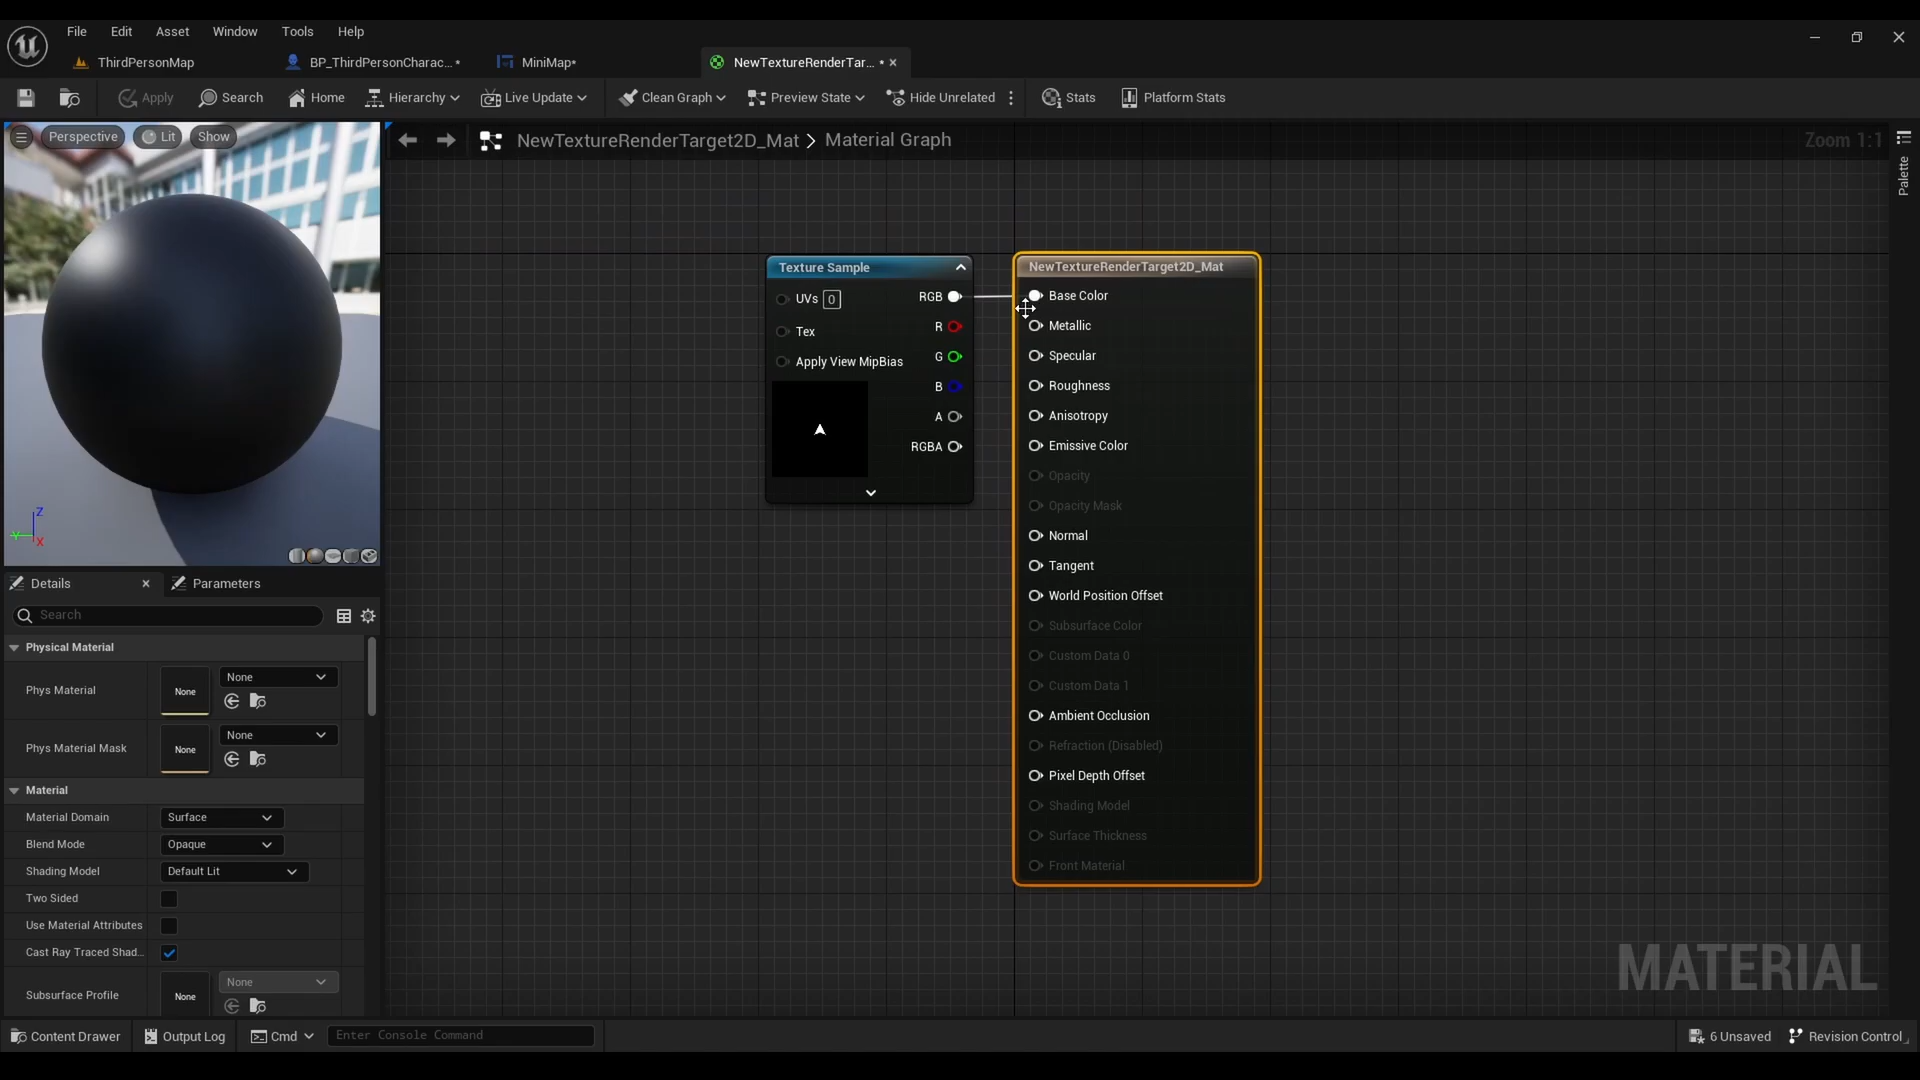 File Edit Asset Window Tools Help
ThirdPersonMap BP_ThirdPersonCharac... * MiniMap* NewTextureRenderTar... *
Apply Search Home Hierarchy Live Update Clean Graph Preview State Hide Unrelated Stats Platform Stats
Perspective Lit Show
NewTextureRenderTarget2D_Mat > Material Graph
Zoom 1:1
Palette
Texture Sample
UVs 0
Tex
Apply View MipBias
RGB
R
G
B
A
RGBA
NewTextureRenderTarget2D_Mat
Base Color
Metallic
Specular
Roughness
Anisotropy
Emissive Color
Opacity
Opacity Mask
Normal
Tangent
World Position Offset
Subsurface Color
Custom Data 0
Custom Data 1
Ambient Occlusion
Refraction (Disabled)
Pixel Depth Offset
Shading Model
Surface Thickness
Front Material
Z
Y
X
Details Parameters
Search
Physical Material
Phys Material None None
Phys Material Mask None None
Material
Material Domain Surface
Blend Mode Opaque
Shading Model Default Lit
Two Sided
Use Material Attributes
Cast Ray Traced Shad...
Subsurface Profile None None
MATERIAL
Content Drawer Output Log Cmd Enter Console Command 6 Unsaved Revision Control